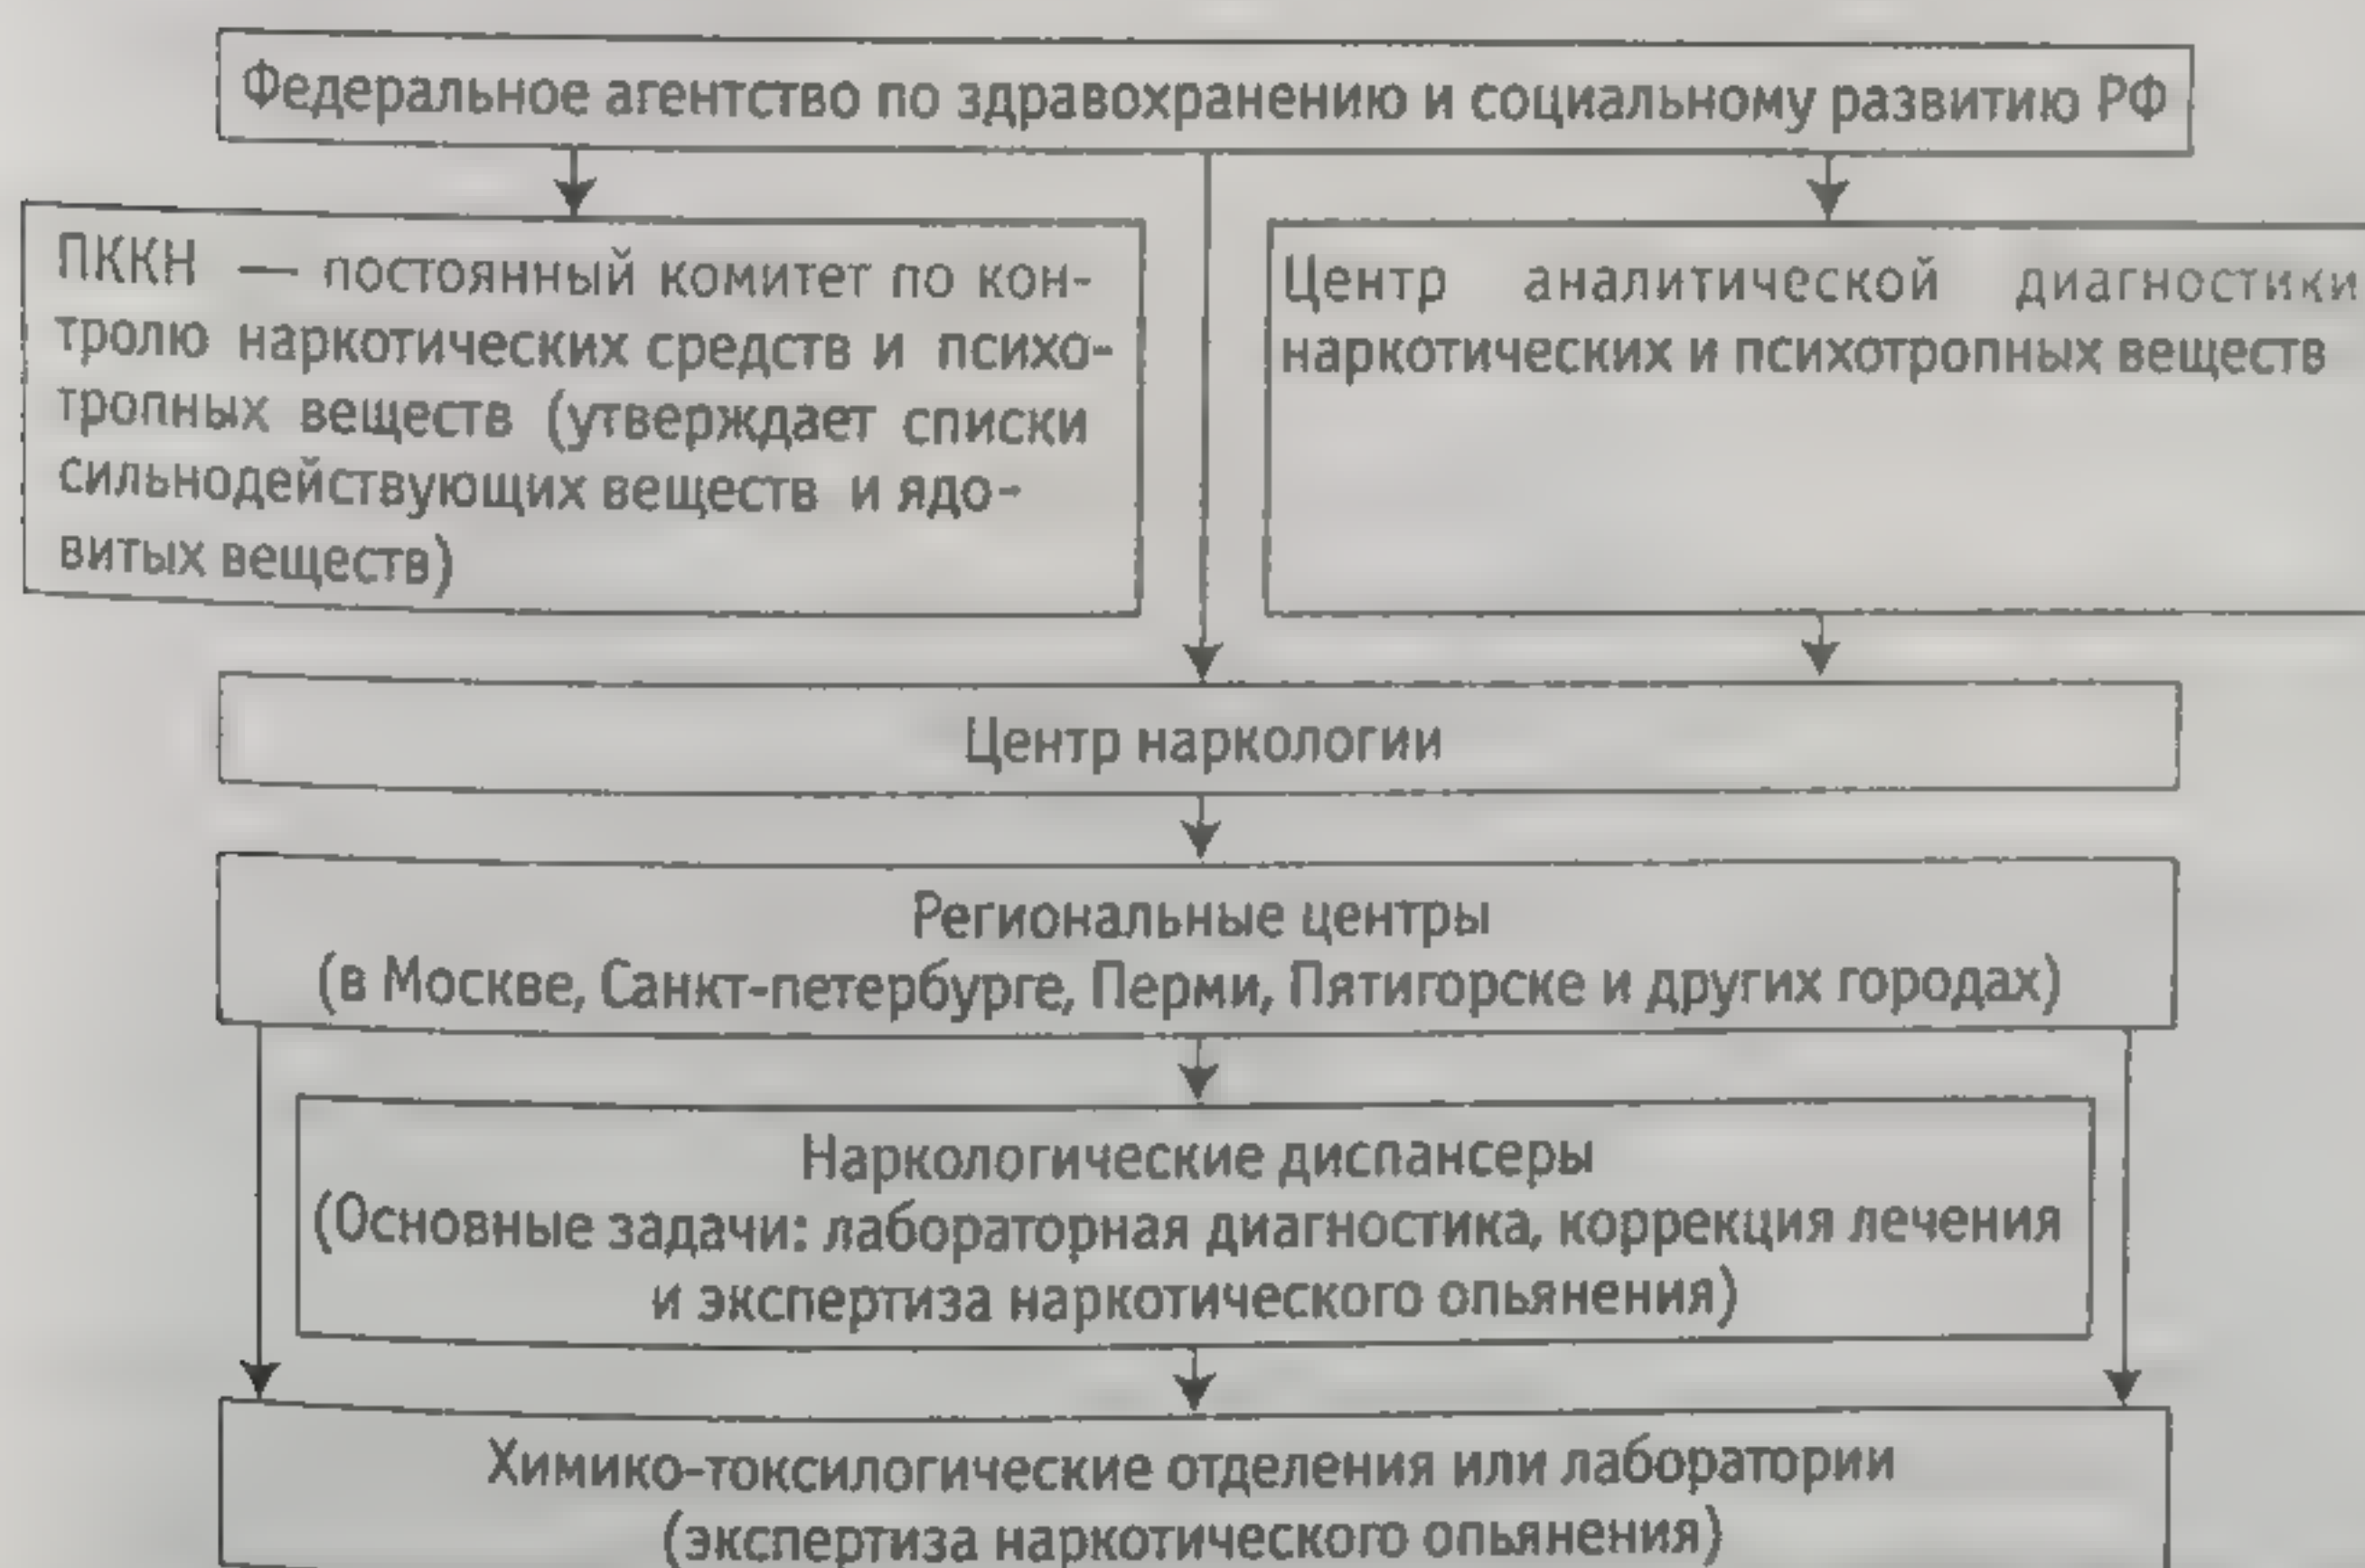 Федеральное агентство по здравохранению и социальному развитию РФ
ПККН — постоянный комитет по кон-
тролю наркотических средств и психо-
тропных веществ (утверждает списки
сильнодействующих веществ и ядо-
витых веществ)
Центр аналитической диагностики
наркотических и психотропных веществ
Центр наркологии
Региональные центры
(в Москве, Санкт-петербурге, Перми, Пятигорске и других городах)
Наркологические диспансеры
(Основные задачи: лабораторная диагностика, коррекция лечения
и экспертиза наркотического опьянения)
Химико-токсилогические отделения или лаборатории
(экспертиза наркотического опьянения)